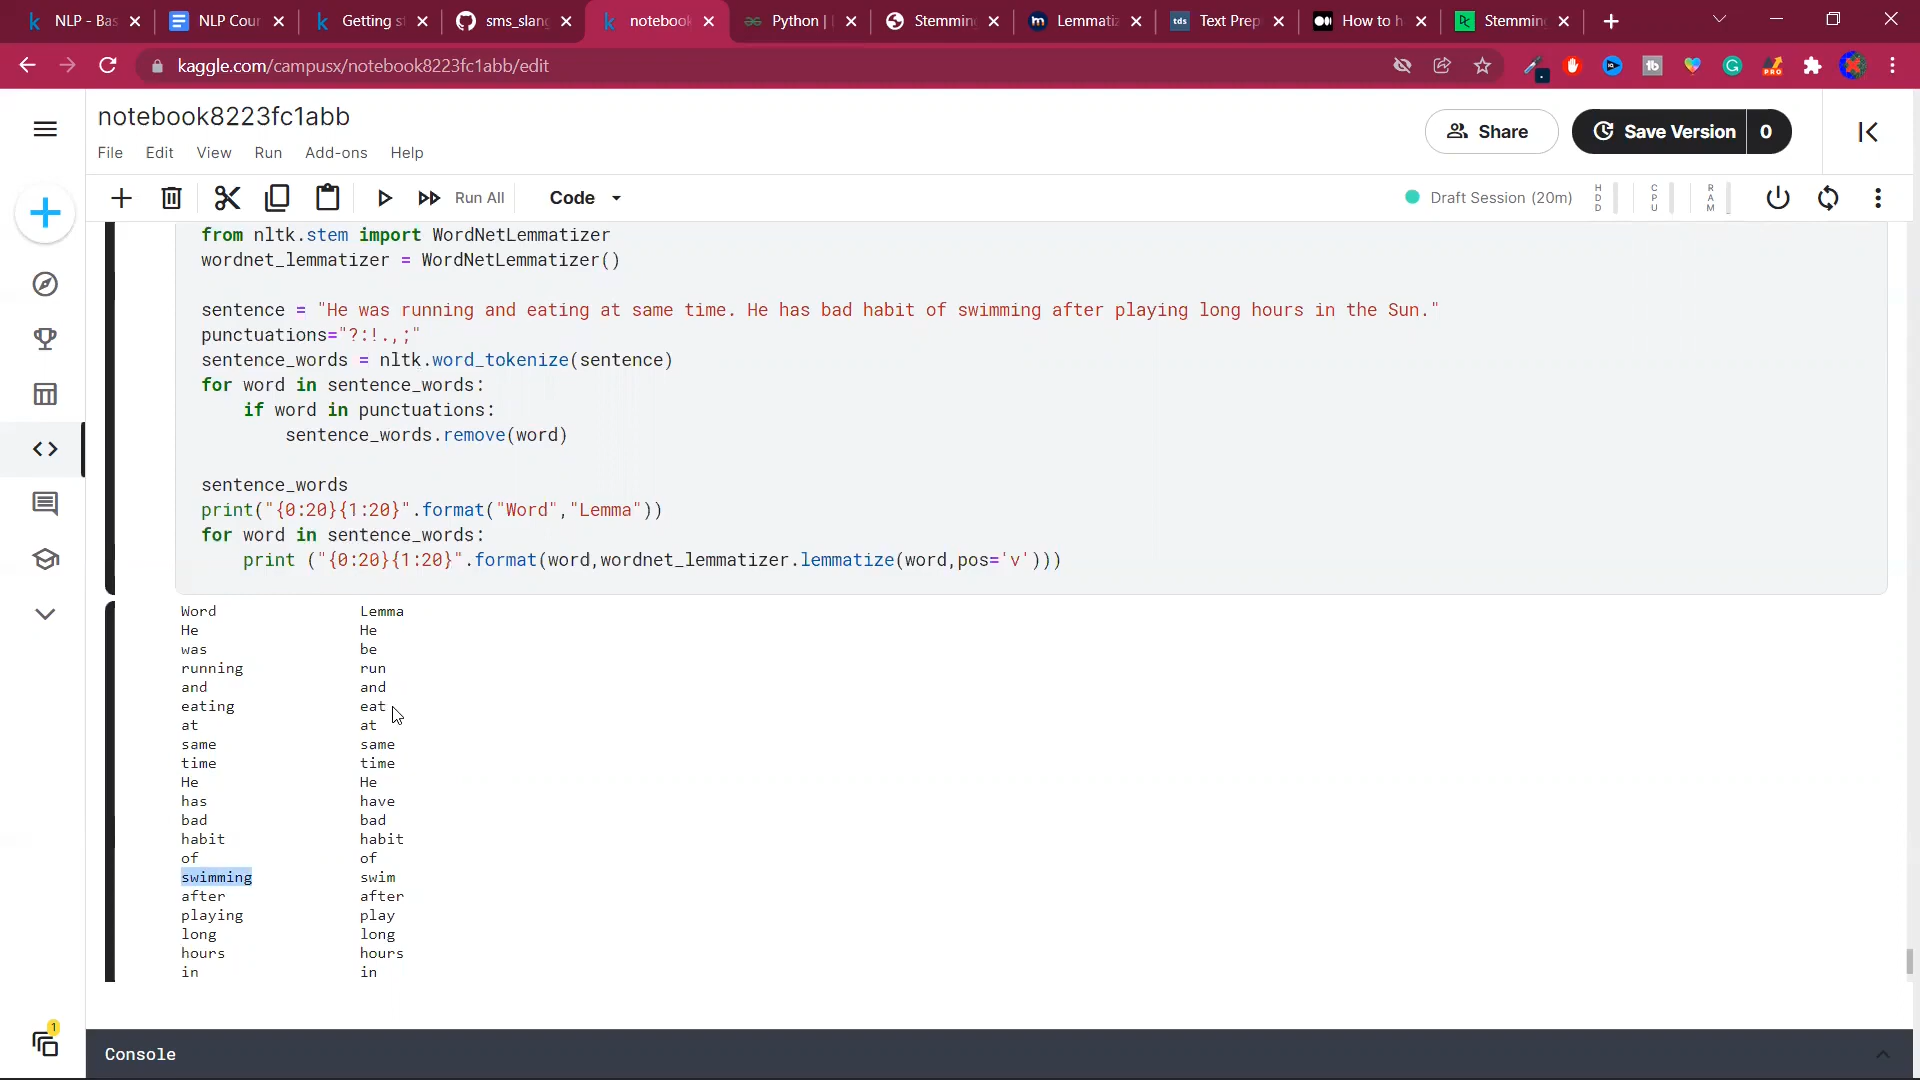 NLP - Bas
NLP Cour
Getting s
sms_slang
notebook
Python |
Stemming
Lemmatiz
Text Prep
How to h
Stemming
kaggle.com/campusx/notebook8223fc1abb/edit
notebook8223fc1abb
File Edit View Run Add-ons Help
Share
Save Version 0
Run All
Code
Draft Session (20m)
HDD
CPU
RAM
from nltk.stem import WordNetLemmatizer
wordnet_lemmatizer = WordNetLemmatizer()
sentence = "He was running and eating at same time. He has bad habit of swimming after playing long hours in the Sun."
punctuations="?:!.,;"
sentence_words = nltk.word_tokenize(sentence)
for word in sentence_words:
    if word in punctuations:
        sentence_words.remove(word)
sentence_words
print("{0:20}{1:20}".format("Word","Lemma"))
for word in sentence_words:
    print ("{0:20}{1:20}".format(word,wordnet_lemmatizer.lemmatize(word,pos='v')))
Word Lemma
He He
was be
running run
and and
eating eat
at at
same same
time time
He He
has have
bad bad
habit habit
of of
swimming swim
after after
playing play
long long
hours hours
in in
1
Console